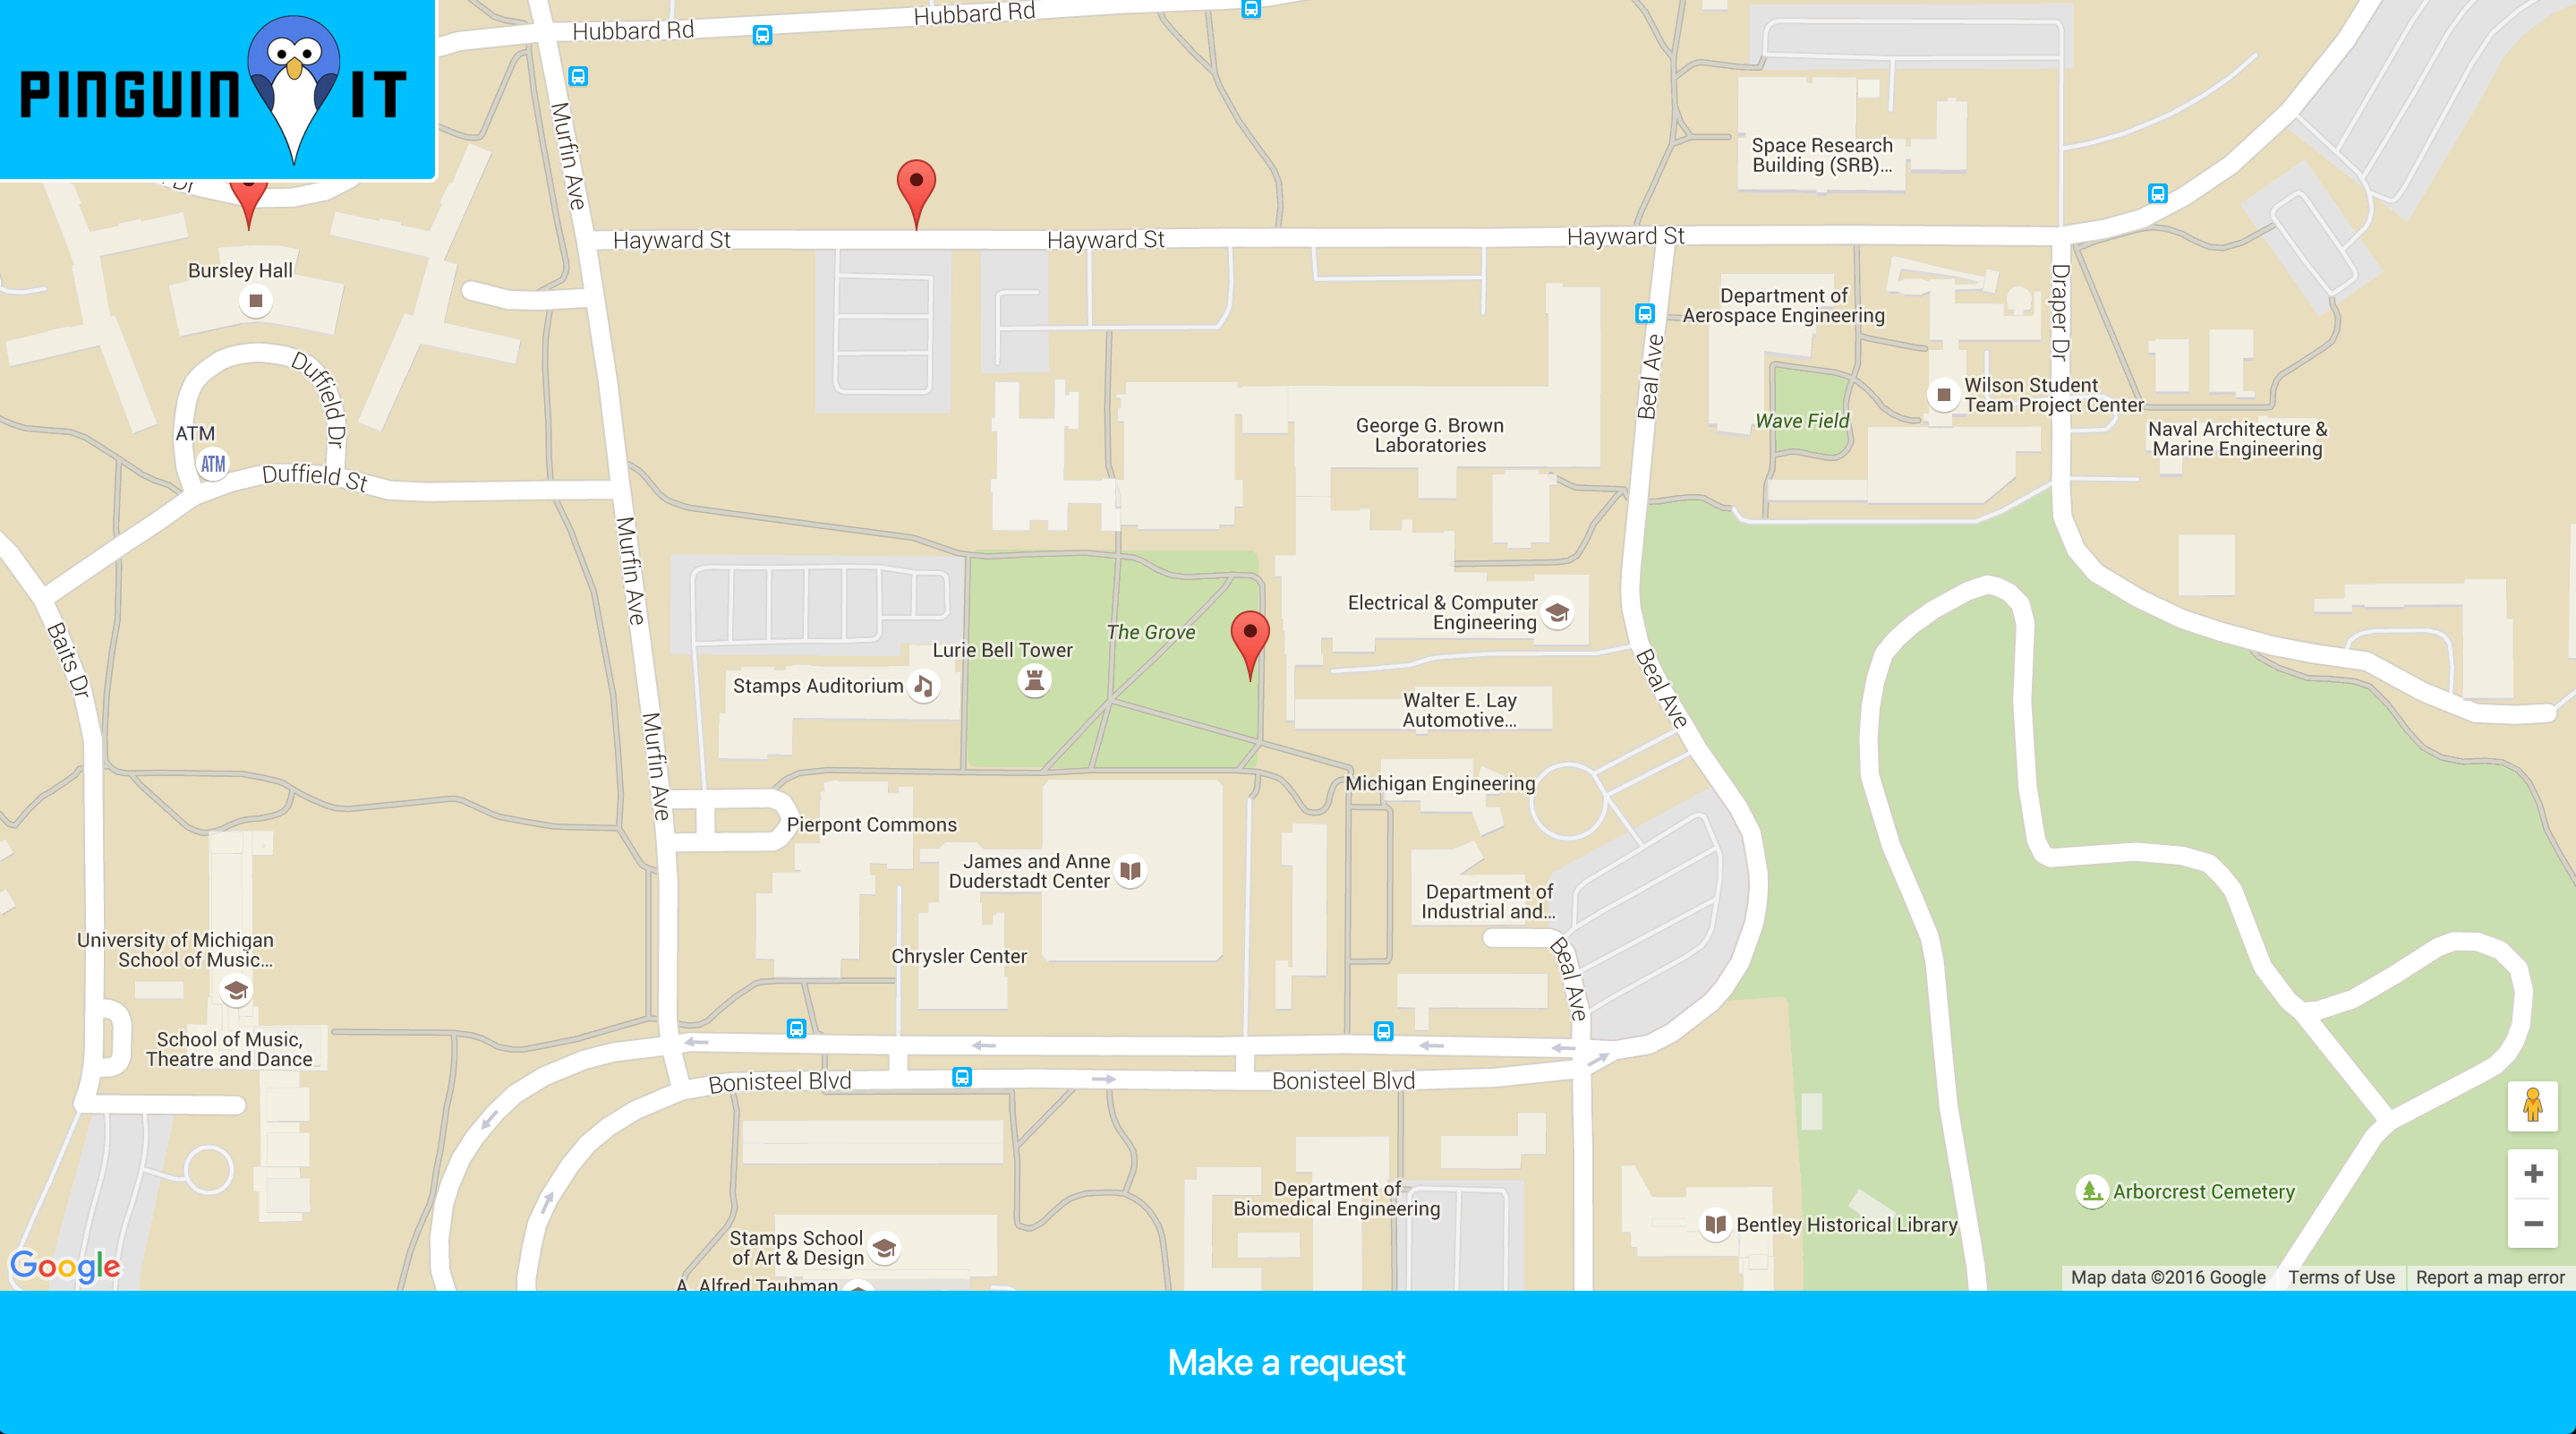 PINGUIN IT
Hubbard Rd
Hubbard Rd
Murfin Ave
Dr
Space Research
Building (SRB)...
Hayward St
Hayward St
Hayward St
Bursley Hall
Department of
Aerospace Engineering
Draper Dr
Duffield Dr
Beal Ave
Wilson Student
Team Project Center
Wave Field
George G. Brown
Laboratories
ATM
ATM
Naval Architecture &
Marine Engineering
Duffield St
Murfin Ave
Electrical & Computer
Engineering
The Grove
Lurie Bell Tower
Baits Dr
Stamps Auditorium
Beal Ave
Walter E. Lay
Automotive...
Murfin Ave
Michigan Engineering
Pierpont Commons
James and Anne
Duderstadt Center
Department of
Industrial and...
University of Michigan
School of Music...
Chrysler Center
Beal Ave
School of Music,
Theatre and Dance
Bonisteel Blvd
Bonisteel Blvd
Department of
Biomedical Engineering
Arborcrest Cemetery
Bentley Historical Library
Stamps School
of Art & Design
A. Alfred Taubman
Google
Map data ©2016 Google
Terms of Use
Report a map error
Make a request